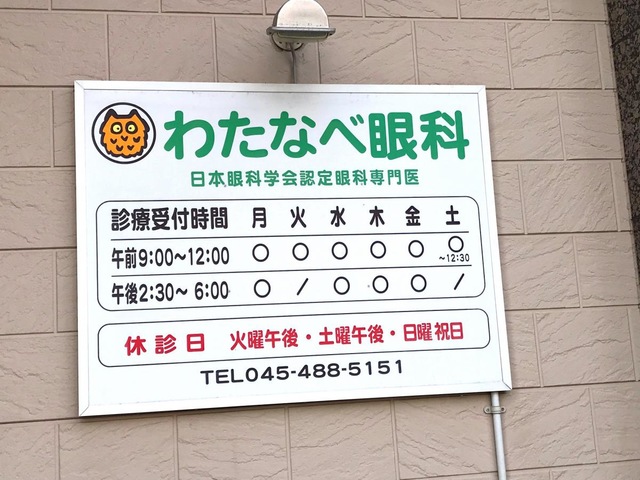 わたなべ眼科
日本眼科学会認定眼科専門医
診療受付時間 月 火 水 木 金 土
午前9:00〜12:00 ○ ○ ○ ○ ○ ○
〜12:30
午後2:30〜 6:00 ○ / ○ ○ ○ /
休診日 火曜午後・土曜午後・日曜祝日
TEL045-488-5151